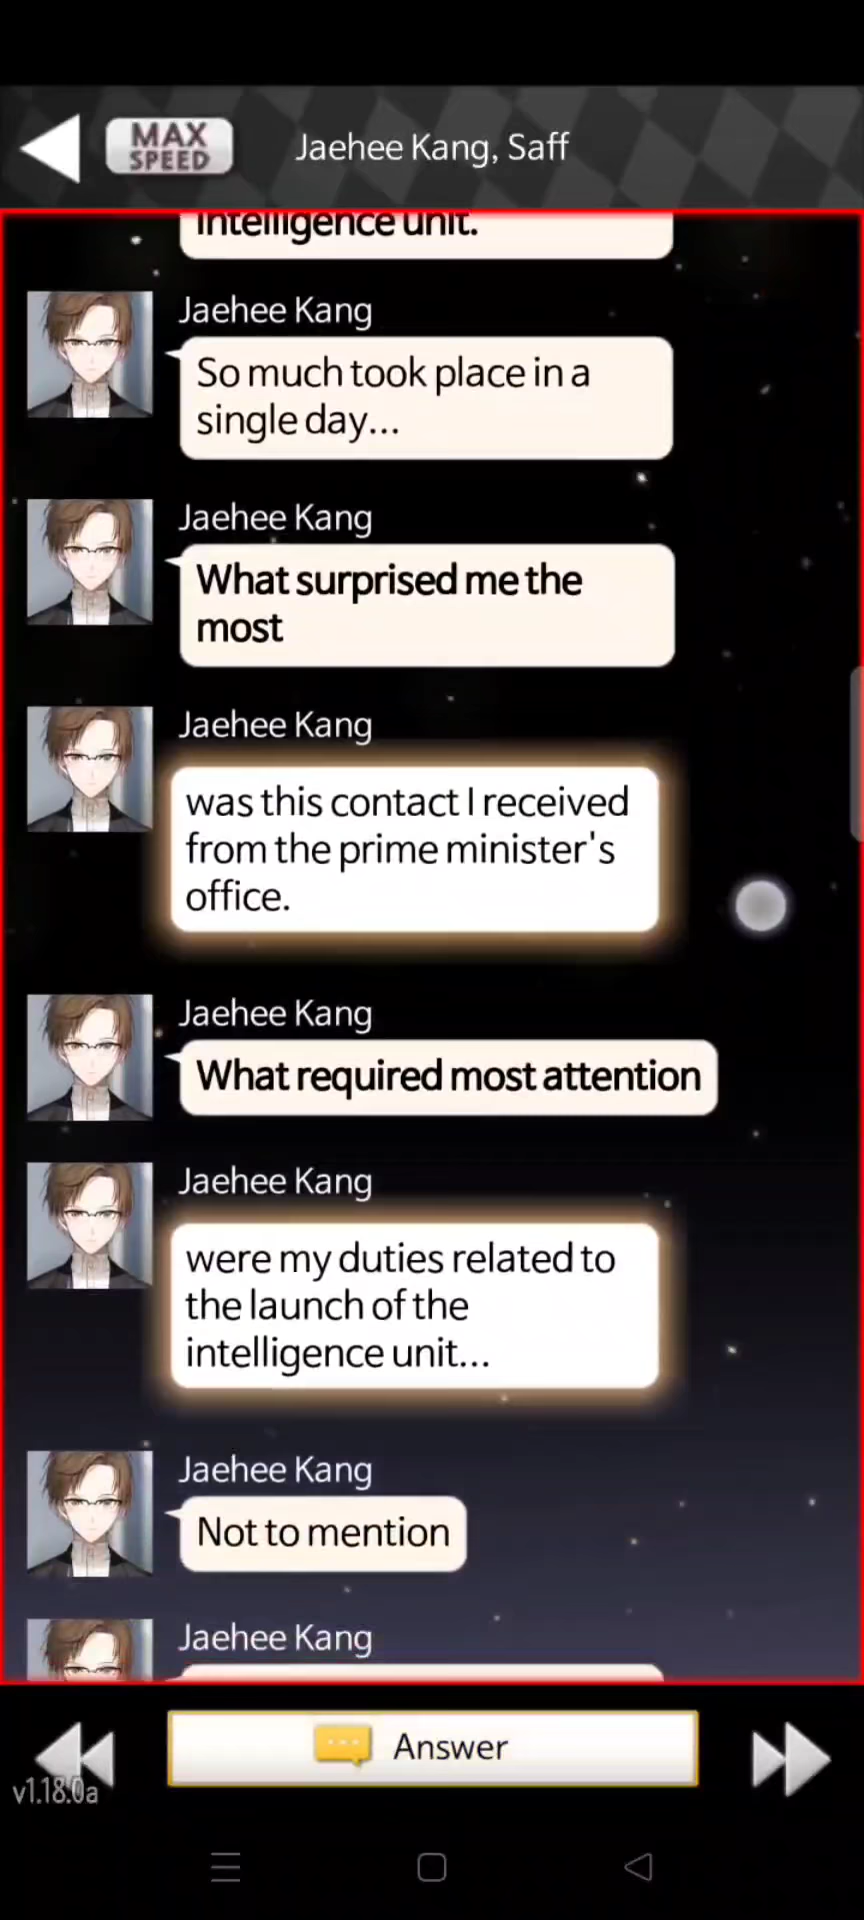 MAX
SPEED
Jaehee Kang, Saff
intelligence unit.
Jaehee Kang
So much took place in a
single day...
Jaehee Kang
What surprised me the
most
Jaehee Kang
was this contact I received
from the prime minister's
office.
Jaehee Kang
What required most attention
Jaehee Kang
were my duties related to
the launch of the
intelligence unit...
Jaehee Kang
Not to mention
Jaehee Kang
Answer
v1.18.0a